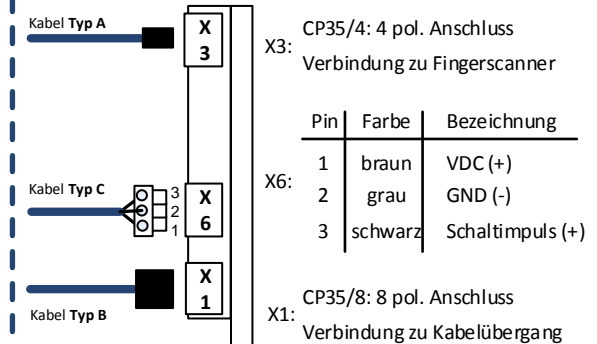 Kabel Typ A
X
3
X3:
CP35/4: 4 pol. Anschluss
Verbindung zu Fingerscanner
Pin Farbe Bezeichnung
1 braun VDC (+)
2 grau GND (-)
3 schwarz Schaltimpuls (+)
X6:
Kabel Typ C
3
2
1
X
6
Kabel Typ B
X
1
X1:
CP35/8: 8 pol. Anschluss
Verbindung zu Kabelübergang